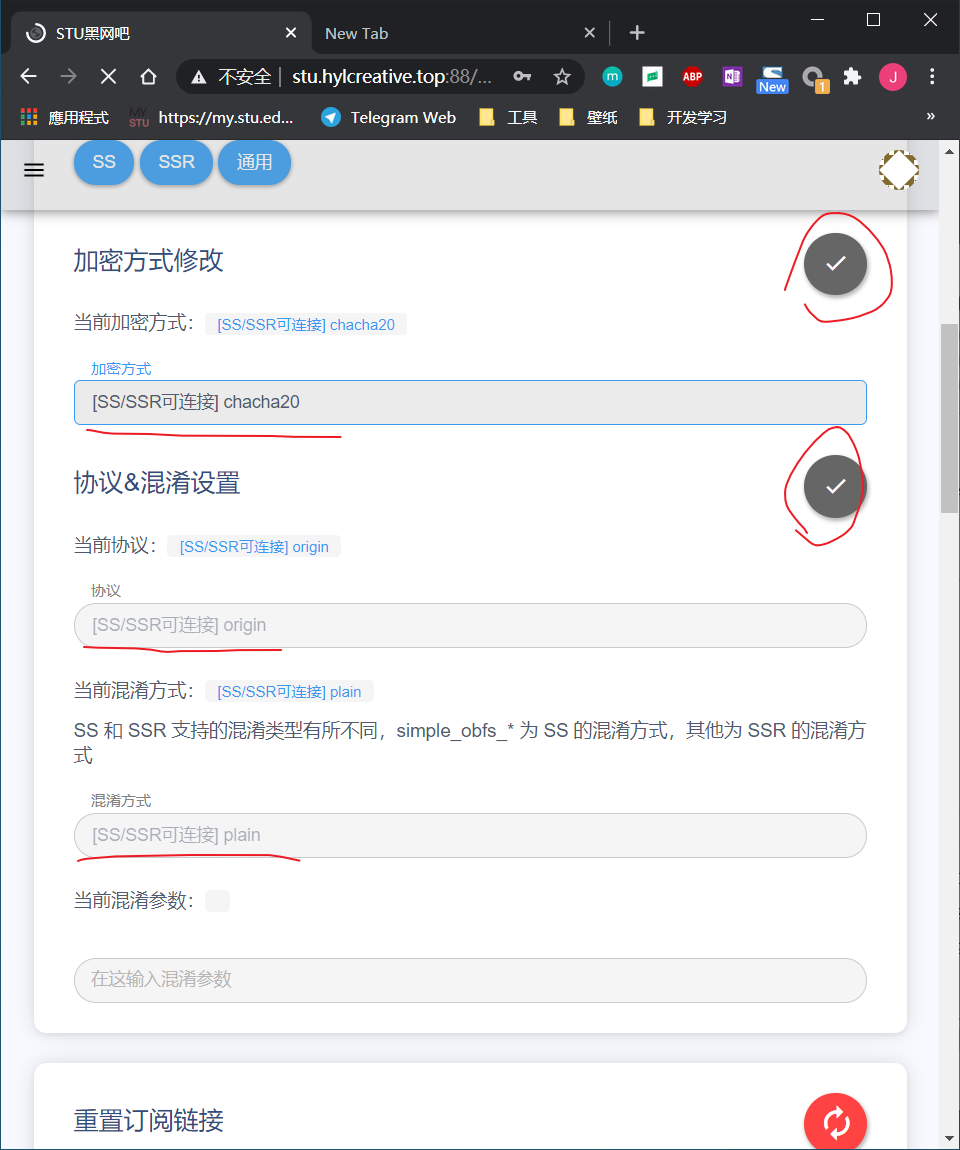 STU黑网吧
New Tab
不安全 stu.hylcreative.top:88/...
m ABP N New 1 J
應用程式 MY STU https://my.stu.ed... Telegram Web 工具 壁纸 开发学习 »
SS SSR 通用
加密方式修改
当前加密方式： [SS/SSR可连接] chacha20
加密方式
[SS/SSR可连接] chacha20
协议&混淆设置
当前协议： [SS/SSR可连接] origin
协议
[SS/SSR可连接] origin
当前混淆方式： [SS/SSR可连接] plain
SS 和 SSR 支持的混淆类型有所不同，simple_obfs_* 为 SS 的混淆方式，其他为 SSR 的混淆方
式
混淆方式
[SS/SSR可连接] plain
当前混淆参数：
在这输入混淆参数
重置订阅链接